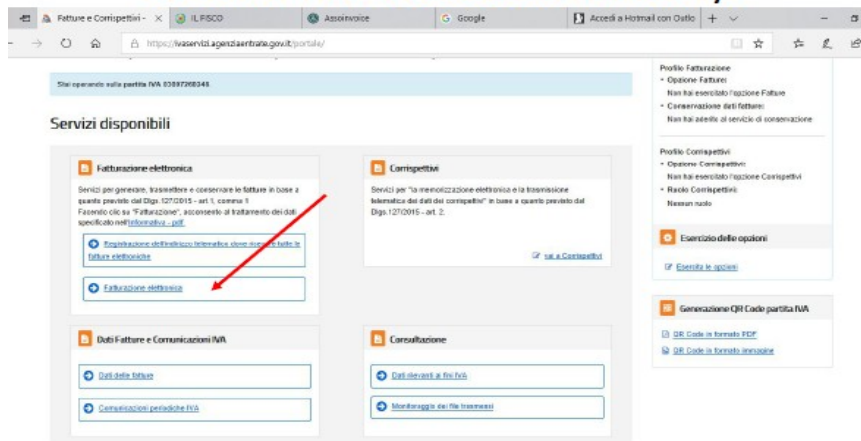 Fatture e Corrispettivi -
IL FISCO
Assoinvoice
Google
Accedi a Hotmail con Outlo
https://ivaservizi.agenziaentrate.gov.it/portale/
Stai operando sulla partita IVA
Servizi disponibili
Fatturazione elettronica
Servizi per generare, trasmettere e conservare le fatture in base a
quanto previsto dal Dlgs.127/2015 - art.1, comma 1
Facendo clic su "Fatturazione", acconsento al trattamento dei dati
specificato nell'informativa - pdf.
Registrazione dell'indirizzo telematico dove ricevere tutte le
fatture elettroniche
Fatturazione elettronica
Corrispettivi
Servizi per "la memorizzazione elettronica e la trasmissione
telematica dei dati dei corrispettivi" in base a quanto previsto dal
Dlgs.127/2015 - art. 2.
vai a Corrispettivi
Dati Fatture e Comunicazioni IVA
Dati delle fatture
Comunicazioni periodiche IVA
Consultazione
Dati rilevanti ai fini IVA
Monitoraggio dei file trasmessi
Profilo Fatturazione
• Opzione Fatture:
Non hai esercitato l'opzione Fatture
• Conservazione dati fatture:
Non hai aderito al servizio di conservazione
Profilo Corrispettivi
• Opzione Corrispettivi:
Non hai esercitato l'opzione Corrispettivi
• Ruolo Corrispettivi:
Nessun ruolo
Esercizio delle opzioni
Esercita le opzioni
Generazione QR Code partita IVA
QR Code in formato PDF
QR Code in formato immagine